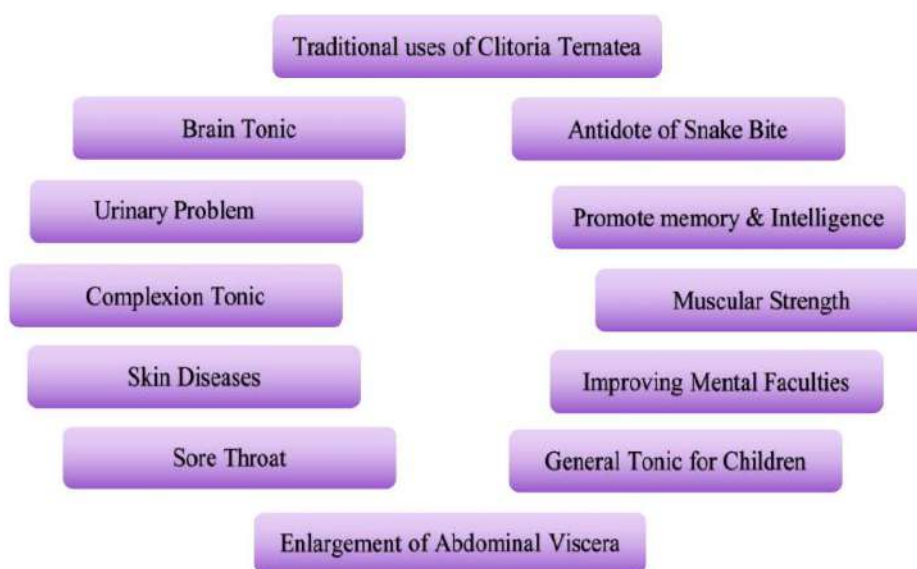 Traditional uses of Clitoria Ternatea
Brain Tonic
Antidote of Snake Bite
Urinary Problem
Promote memory & Intelligence
Complexion Tonic
Muscular Strength
Skin Diseases
Improving Mental Faculties
Sore Throat
General Tonic for Children
Enlargement of Abdominal Viscera